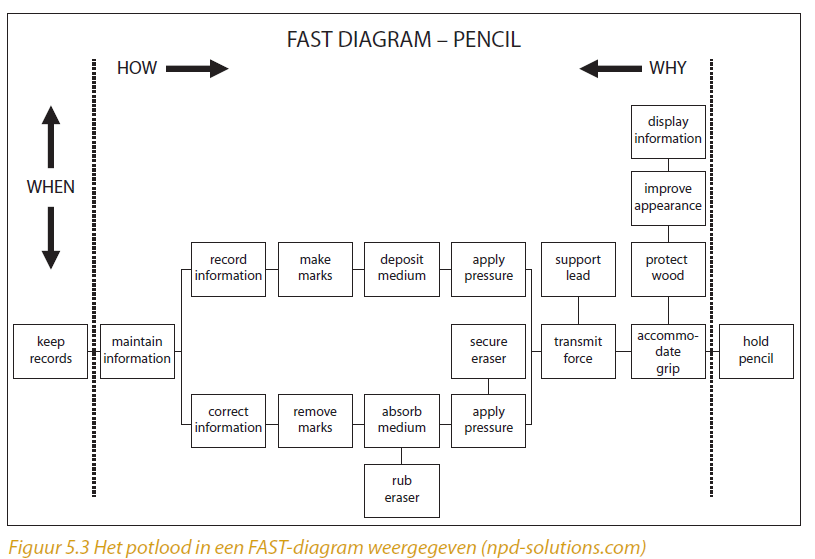 FAST DIAGRAM – PENCIL
HOW
WHY
WHEN
display
information
improve
appearance
record
information
make
marks
deposit
medium
apply
pressure
support
lead
protect
wood
keep
records
maintain
information
secure
eraser
transmit
force
accommo-
date
grip
hold
pencil
correct
information
remove
marks
absorb
medium
apply
pressure
rub
eraser
Figuur 5.3 Het potlood in een FAST-diagram weergegeven (npd-solutions.com)